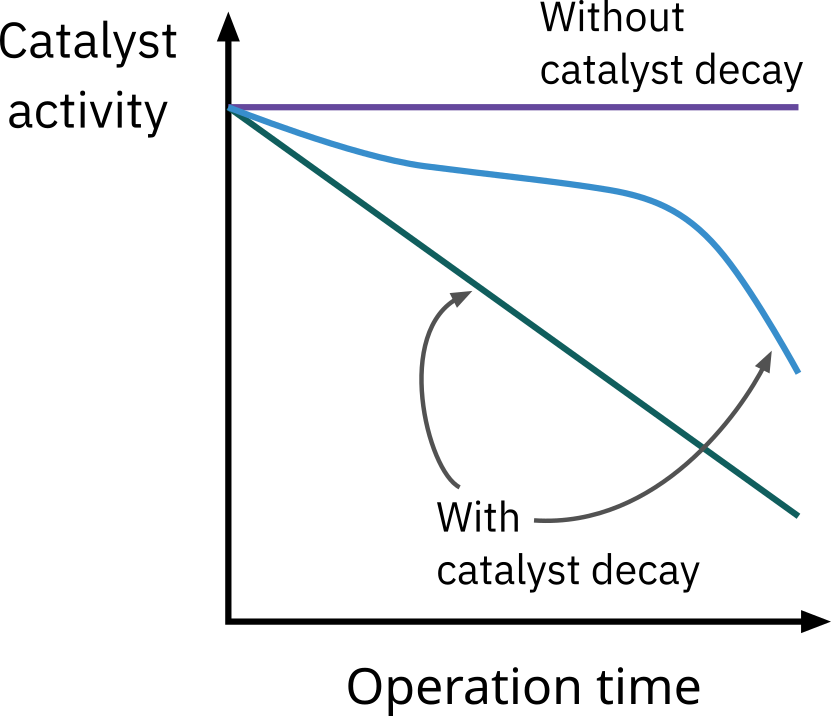 Catalyst
activity
Without
catalyst decay
With
catalyst decay
Operation time